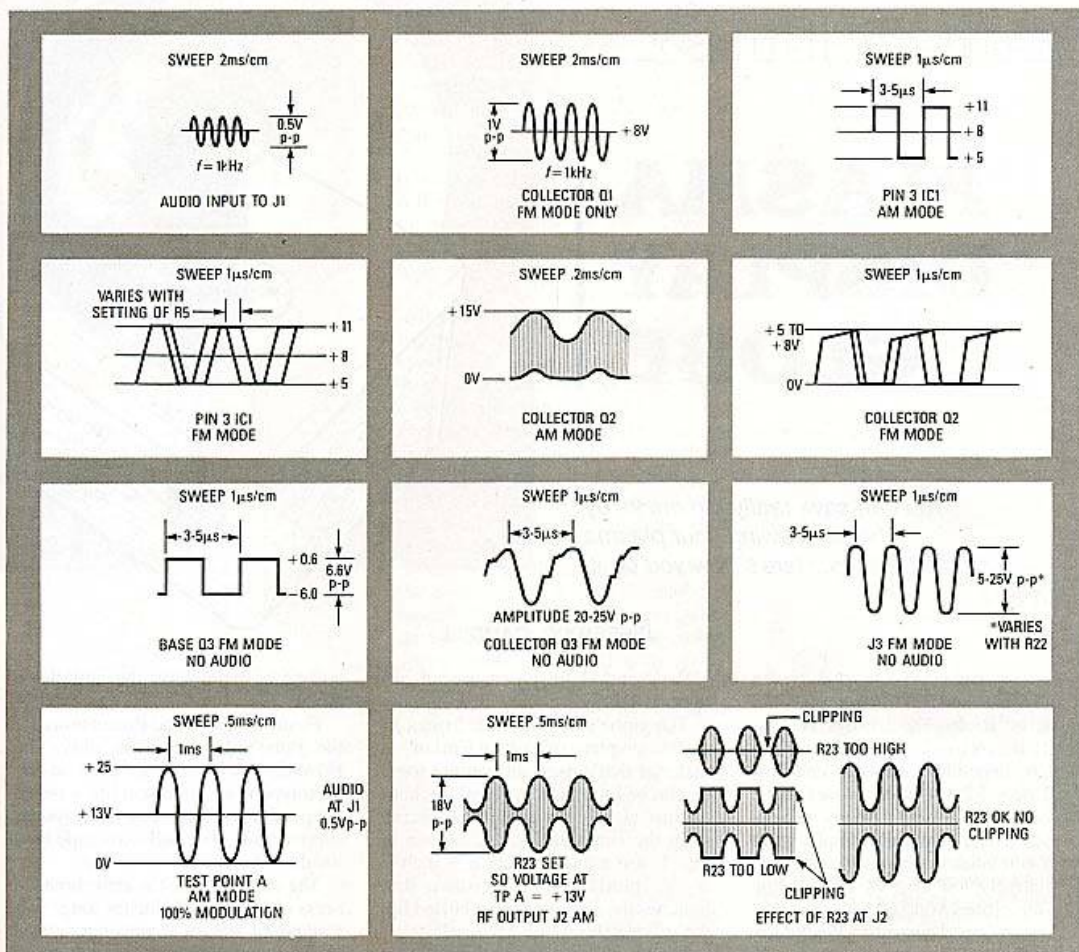 SWEEP 2ms/cm
0.5V
p-p
f = 1kHz
AUDIO INPUT TO J1
SWEEP 2ms/cm
1V
p-p
+8V
f = 1kHz
COLLECTOR Q1
FM MODE ONLY
SWEEP 1µs/cm
3-5µs
+11
+8
+5
PIN 3 IC1
AM MODE
SWEEP 1µs/cm
VARIES WITH
SETTING OF R5
+11
+8
+5
PIN 3 IC1
FM MODE
SWEEP .2ms/cm
+15V
0V
COLLECTOR Q2
AM MODE
SWEEP 1µs/cm
+5 TO
+8V
0V
COLLECTOR Q2
FM MODE
SWEEP 1µs/cm
3-5µs
+0.6
6.6V
p-p
-6.0
BASE Q3 FM MODE
NO AUDIO
SWEEP 1µs/cm
3-5µs
AMPLITUDE 20-25V p-p
COLLECTOR Q3 FM MODE
NO AUDIO
SWEEP 1µs/cm
3-5µs
5-25V p-p*
*VARIES
WITH R22
J3 FM MODE
NO AUDIO
SWEEP .5ms/cm
1ms
+25
+13V
0V
AUDIO
AT J1
0.5Vp-p
TEST POINT A
AM MODE
100% MODULATION
SWEEP .5ms/cm
1ms
18V
p-p
R23 SET
SO VOLTAGE AT
TP A = +13V
RF OUTPUT J2 AM
CLIPPING
R23 TOO HIGH
R23 OK NO
CLIPPING
R23 TOO LOW
CLIPPING
EFFECT OF R23 AT J2